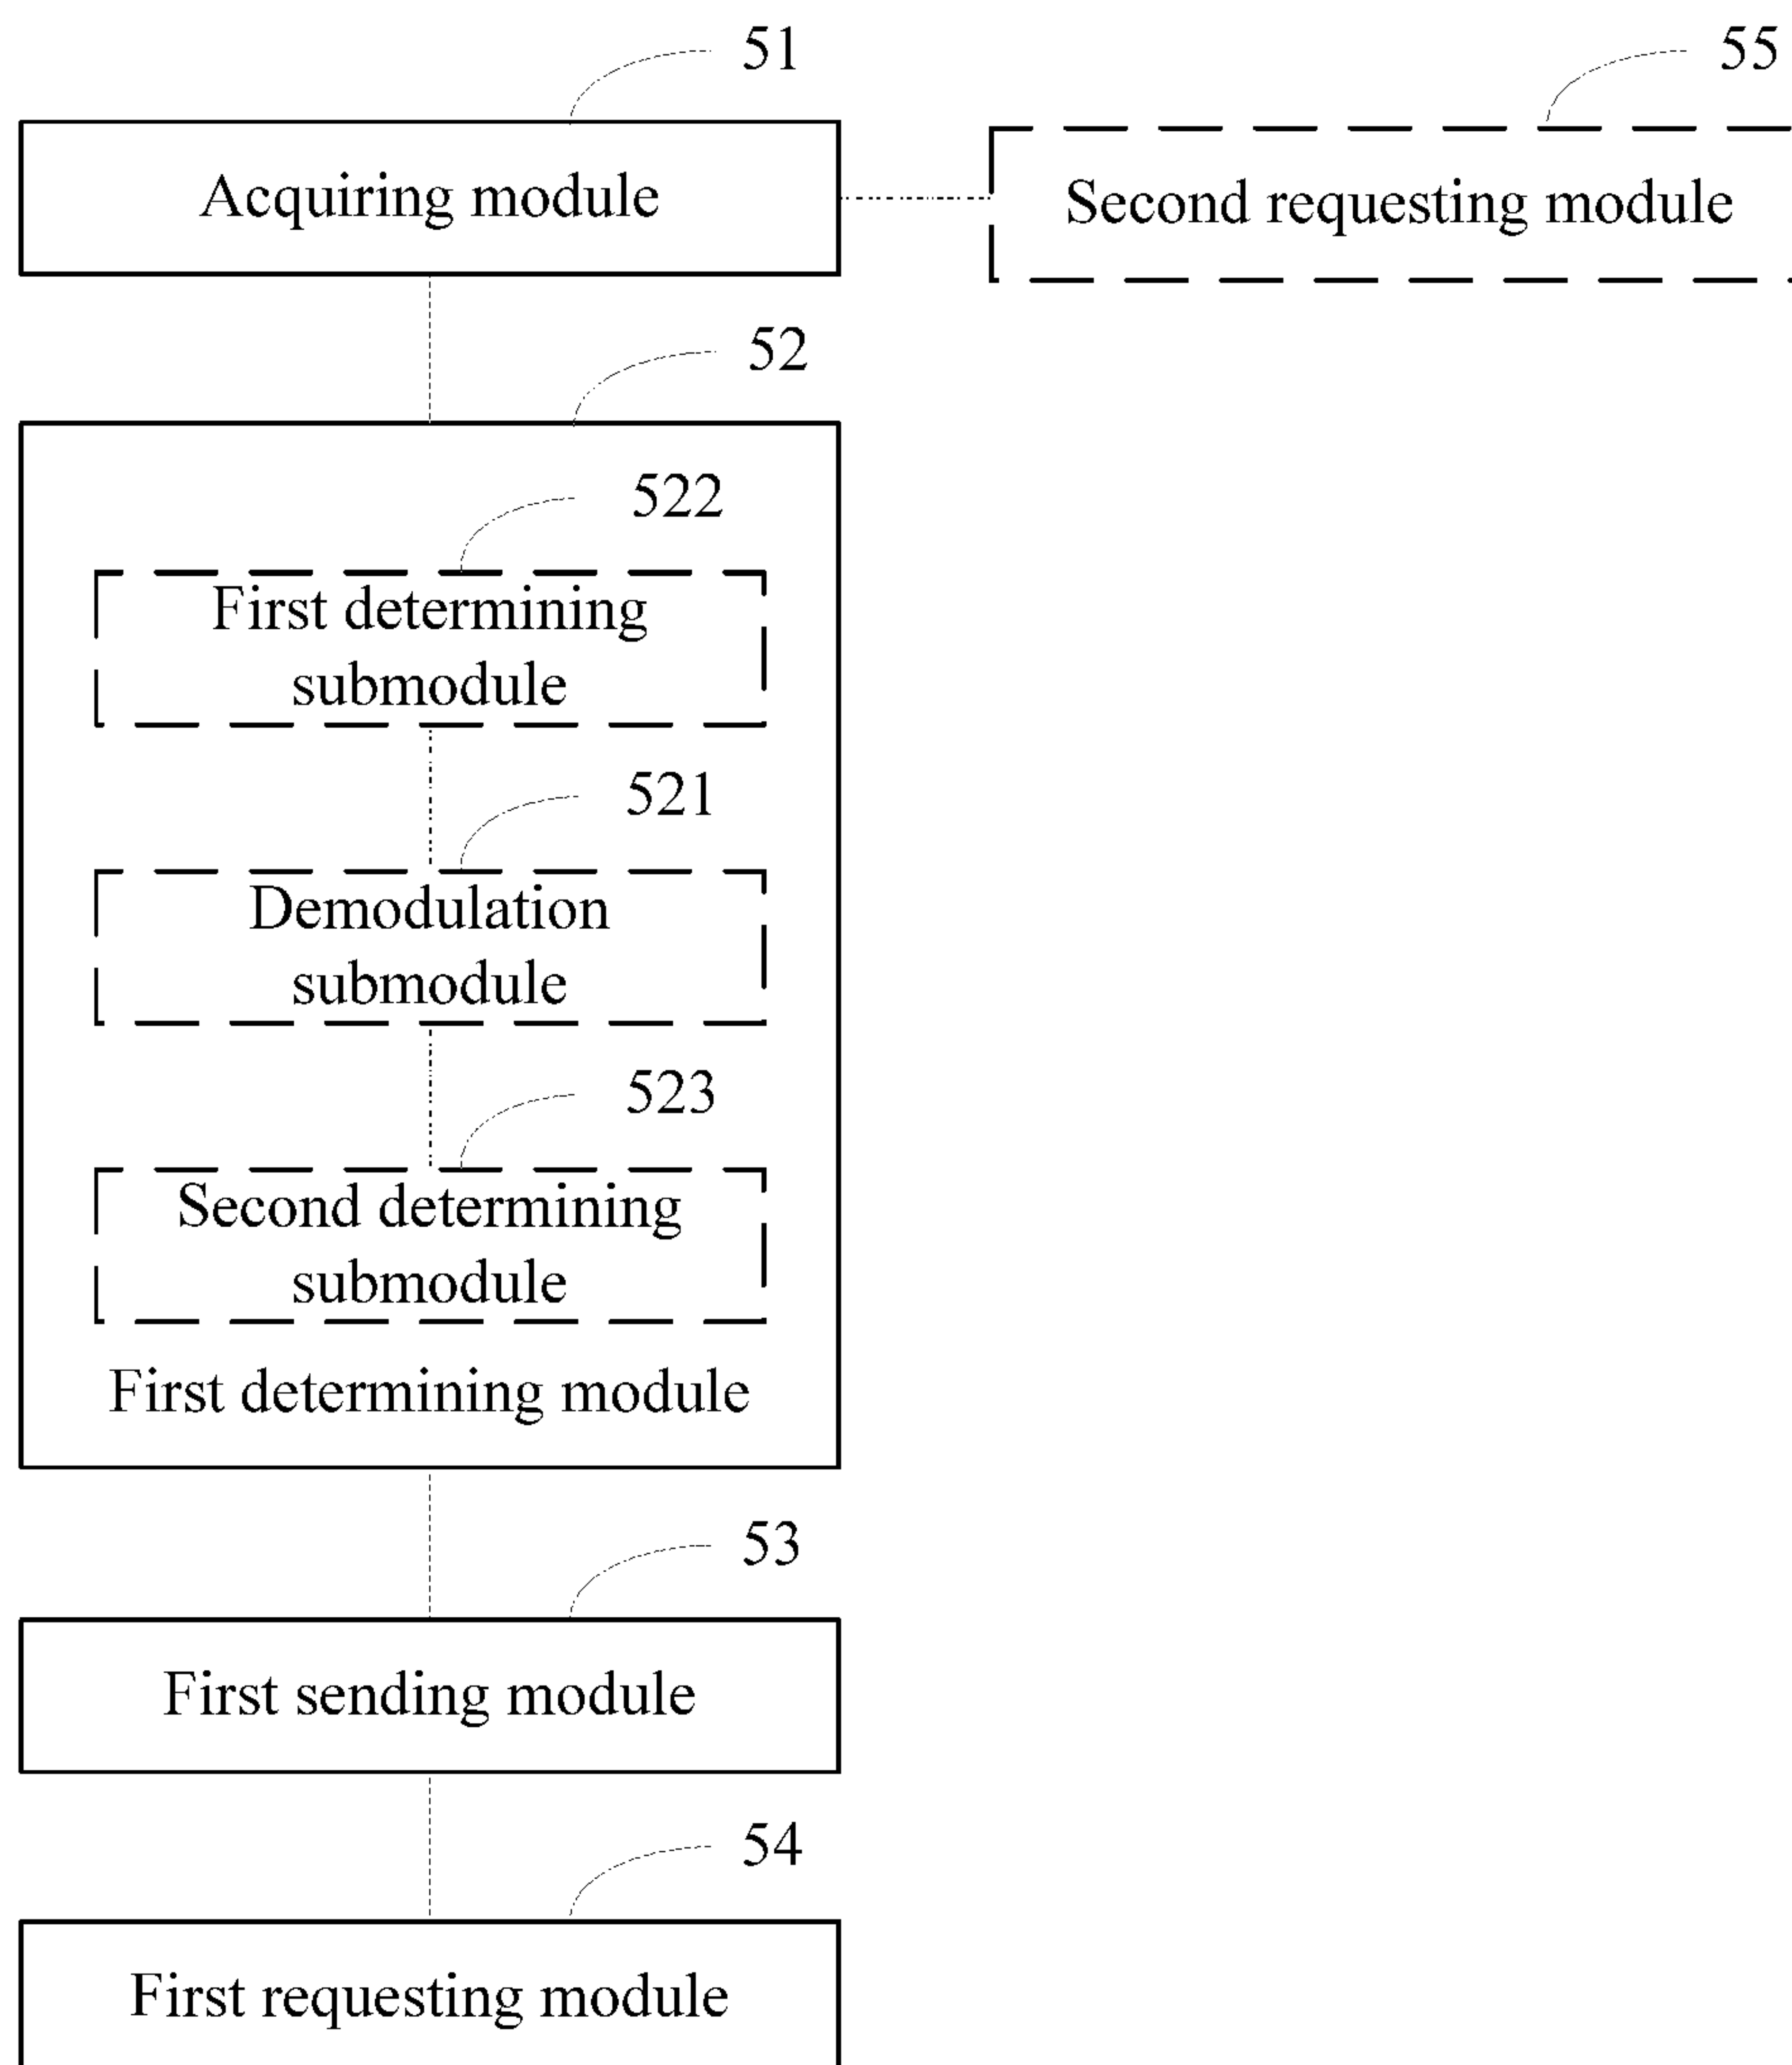 51
55
Acquiring module
Second requesting module
52
522
First determining
submodule
521
Demodulation
submodule
523
Second determining
submodule
First determining module
53
First sending module
54
First requesting module